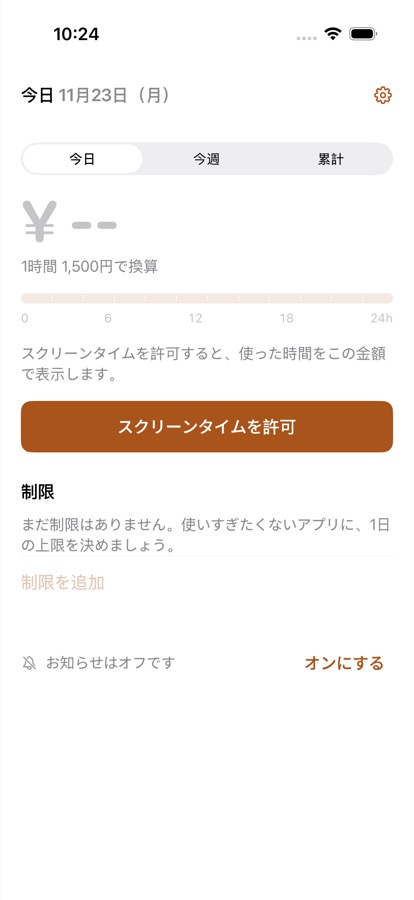 10:24
今日 11月23日（月）
今日 今週 累計
¥ --
1時間 1,500円で換算
0 6 12 18 24h
スクリーンタイムを許可すると、使った時間をこの金額
で表示します。
スクリーンタイムを許可
制限
まだ制限はありません。使いすぎたくないアプリに、1日
の上限を決めましょう。
制限を追加
お知らせはオフです オンにする